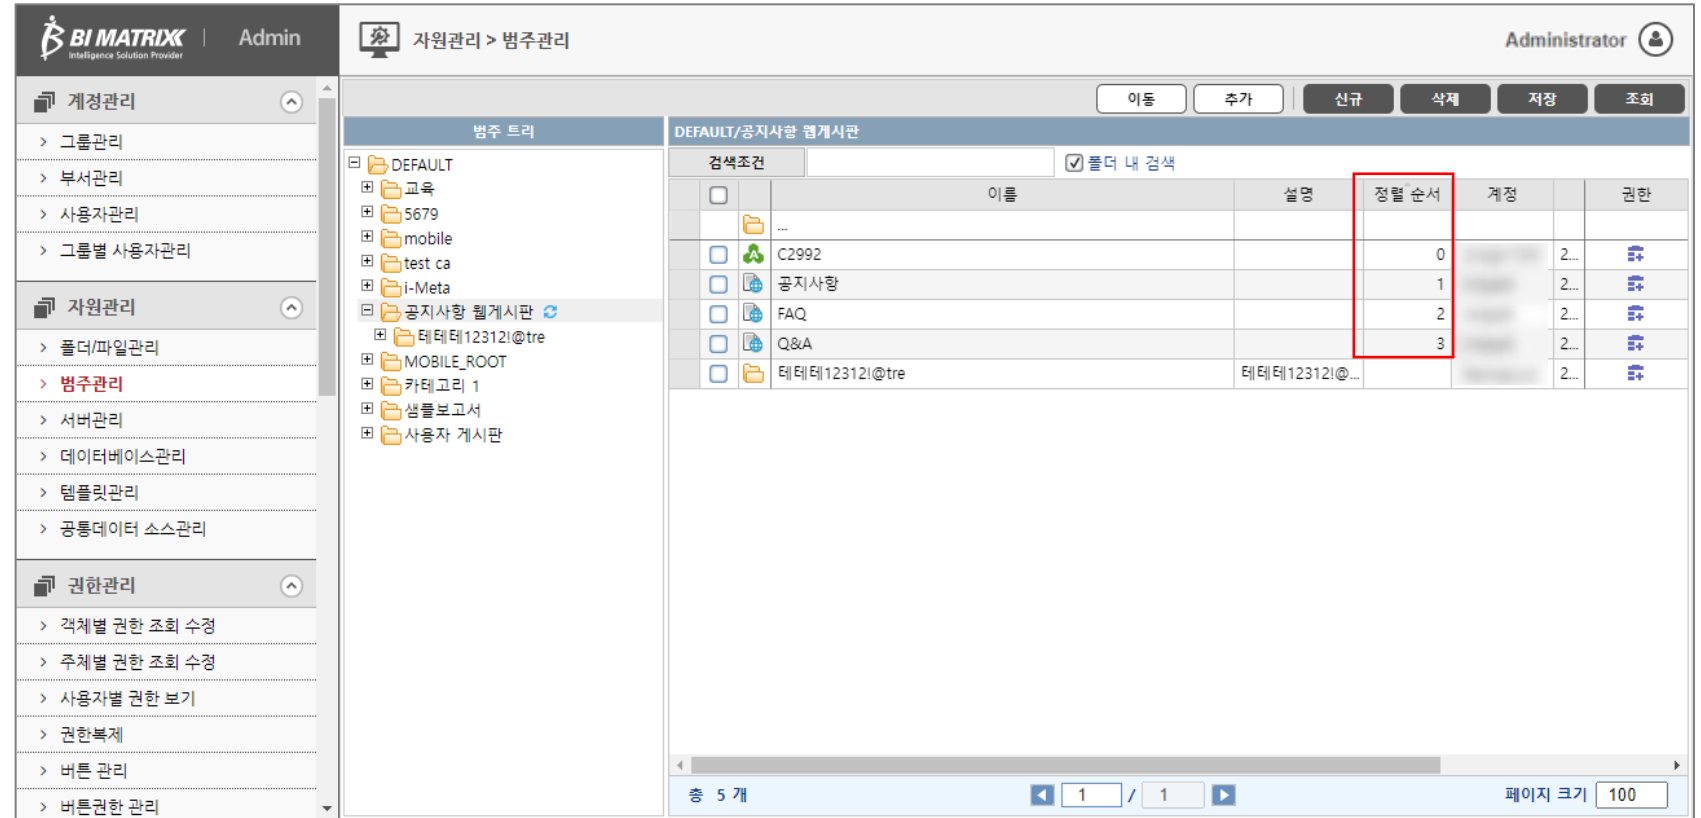 BI MATRIX
Intelligence Solution Provider
Admin
자원관리 > 범주관리
Administrator
계정관리
그룹관리
부서관리
사용자관리
그룹별 사용자관리
자원관리
폴더/파일관리
범주관리
서버관리
데이터베이스관리
템플릿관리
공통데이터 소스관리
권한관리
객체별 권한 조회 수정
주체별 권한 조회 수정
사용자별 권한 보기
권한복제
버튼 관리
버튼권한 관리
이동 추가 신규 삭제 저장 조회
범주 트리
DEFAULT
교육
5679
mobile
test ca
i-Meta
공지사항 웹게시판
테테테12312!@tre
MOBILE_ROOT
카테고리 1
샘플보고서
사용자 게시판
DEFAULT/공지사항 웹게시판
검색조건 폴더 내 검색
이름 설명 정렬 순서 계정 권한
...
C2992 0 2...
공지사항 1 2...
FAQ 2 2...
Q&A 3 2...
테테테12312!@tre 테테테12312!@... 2...
총 5 개 1 / 1 페이지 크기 100